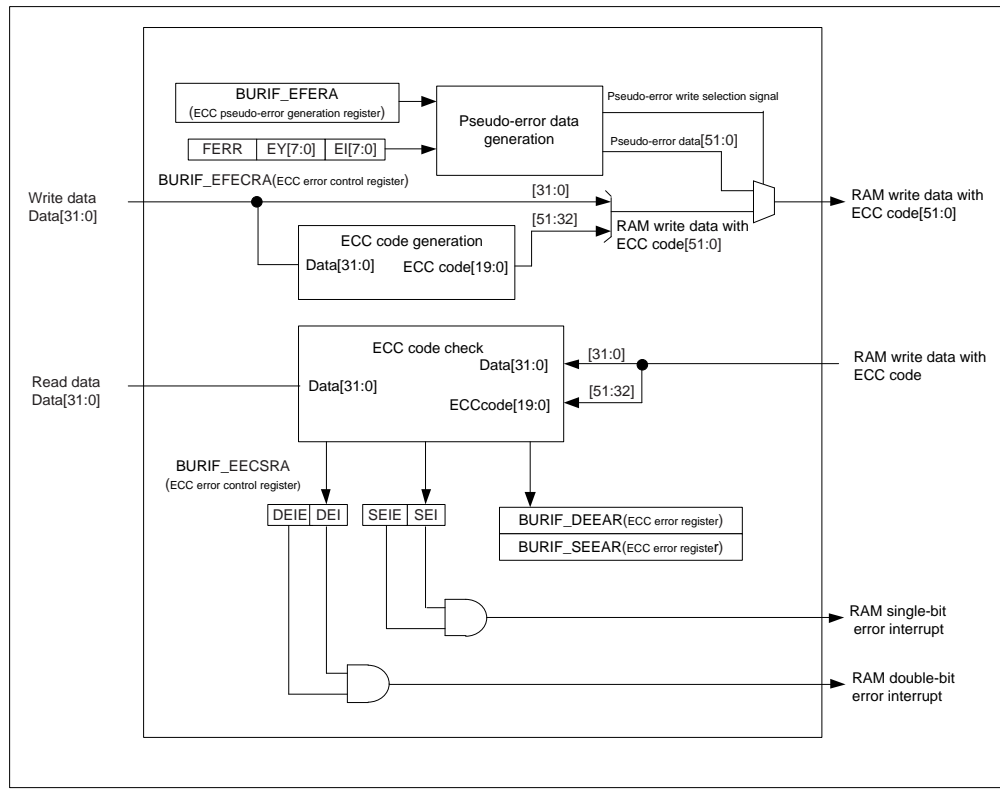 BURIF_EFERA
(ECC pseudo-error generation register)
Pseudo-error data
generation
Pseudo-error write selection signal
Pseudo-error data[51:0]
FERR EY[7:0] EI[7:0]
BURIF_EFECRA(ECC error control register)
Write data
Data[31:0]
[31:0]
[51:32]
RAM write data with
ECC code[51:0]
RAM write data with
ECC code[51:0]
ECC code generation
Data[31:0] ECC code[19:0]
ECC code check
Data[31:0]
Data[31:0]
ECCcode[19:0]
[31:0]
[51:32]
RAM write data with
ECC code
Read data
Data[31:0]
BURIF_EECSRA
(ECC error control register)
DEIE DEI SEIE SEI
BURIF_DEEAR(ECC error register)
BURIF_SEEAR(ECC error register)
RAM single-bit
error interrupt
RAM double-bit
error interrupt